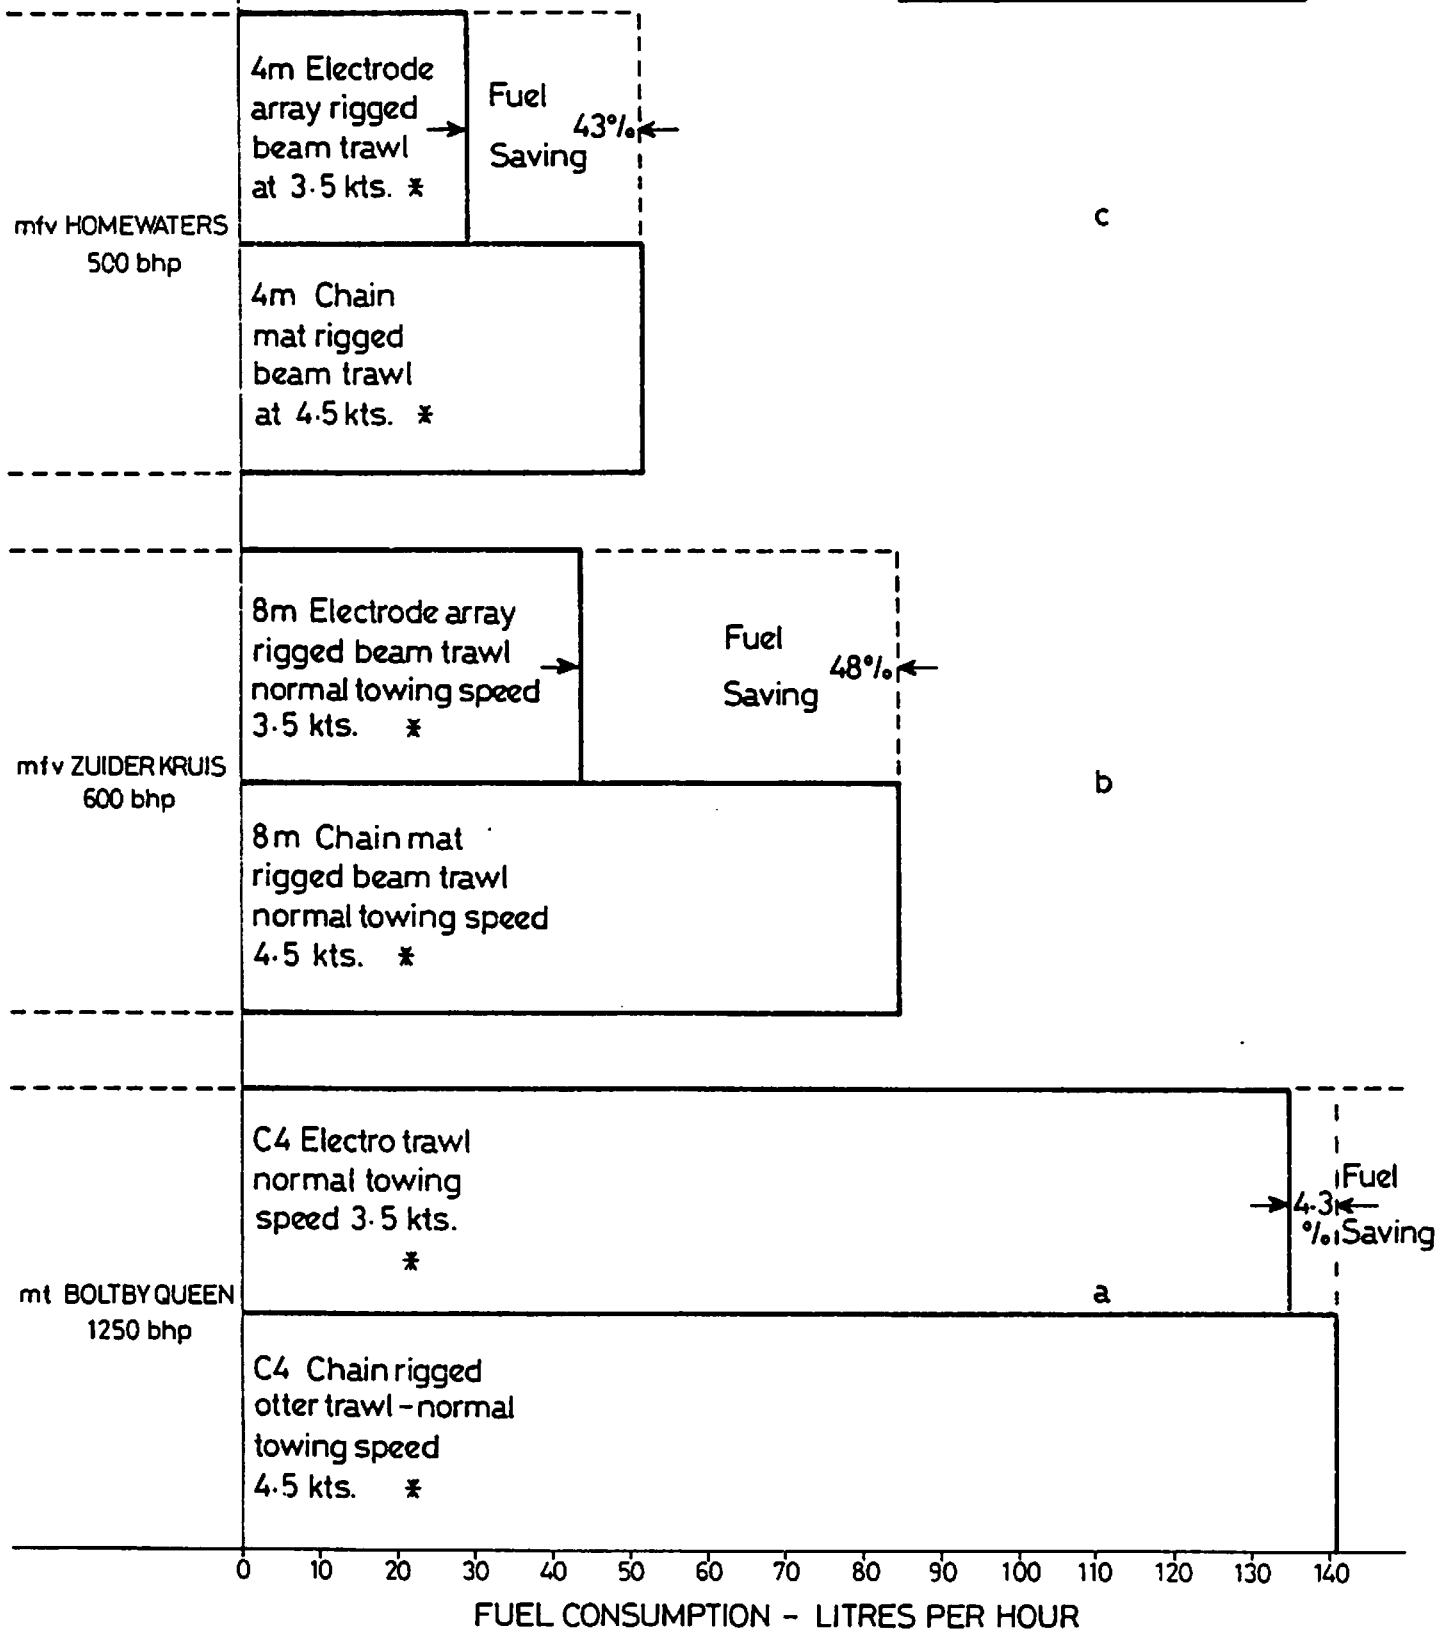 4m Electrode
array rigged
beam trawl
at 3.5 kts. *
Fuel
Saving
43%
mfv HOMEWATERS
500 bhp
4m Chain
mat rigged
beam trawl
at 4.5 kts. *
c
8m Electrode array
rigged beam trawl
normal towing speed
3.5 kts. *
Fuel
Saving
48%
mfv ZUIDER KRUIS
600 bhp
8m Chain mat
rigged beam trawl
normal towing speed
4.5 kts. *
b
C4 Electro trawl
normal towing
speed 3.5 kts.
*
Fuel
4.3
%
Saving
mt BOLTBY QUEEN
1250 bhp
C4 Chain rigged
otter trawl - normal
towing speed
4.5 kts. *
a
0 10 20 30 40 50 60 70 80 90 100 110 120 130 140
FUEL CONSUMPTION - LITRES PER HOUR